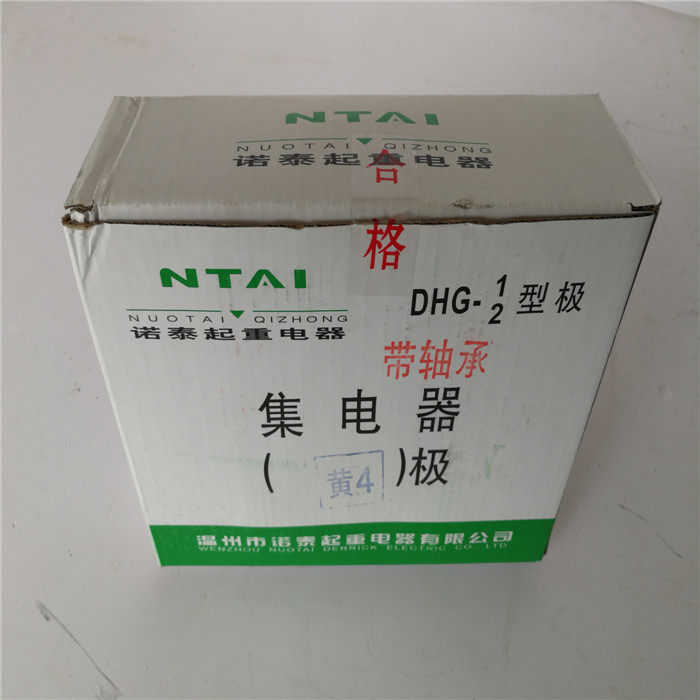 NTAI
NUOTAI QIZHONG
诺泰起重电器
合格
NTAI
NUOTAI QIZHONG
诺泰起重电器
DHG-1/2型极
带轴承
集电器
(黄4)极
温州市诺泰起重电器有限公司
WENZHOU NUOTAI DERRICK ELECTRIC CO., LTD.